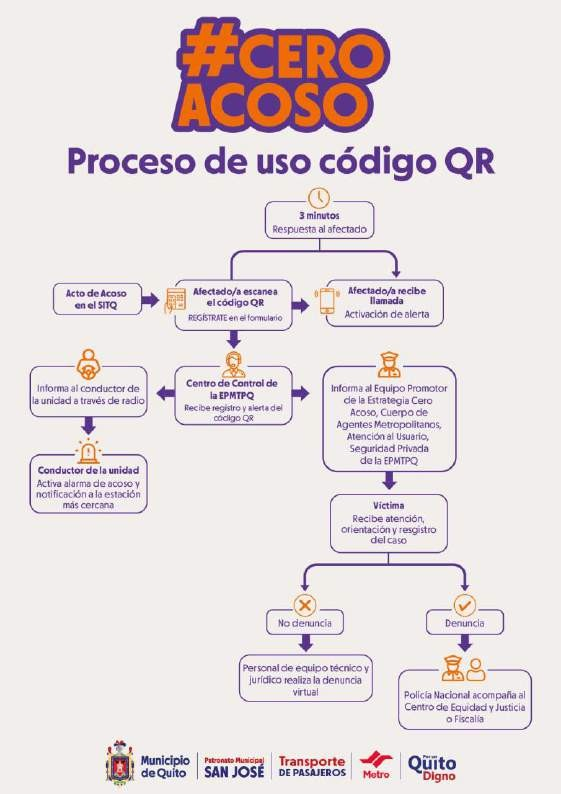 #CERO
ACOSO
Proceso de uso código QR
3 minutos
Respuesta al afectado
Acto de Acoso
en el SITQ
Afectado/a escanea
el código QR
REGÍSTRATE en el formulario
Afectado/a recibe
llamada
Activación de alerta
Informa al conductor de
la unidad a través de radio
Centro de Control de
la EPMTPQ
Recibe registro y alerta del
código QR
Informa al Equipo Promotor
de la Estrategia Cero
Acoso, Cuerpo de
Agentes Metropolitanos,
Atención al Usuario,
Seguridad Privada
de la EPMTPQ
Conductor de la unidad
Activa alarma de acoso y
notificación a la estación
más cercana
Víctima
Recibe atención,
orientación y resgistro
del caso
No denuncia
Denuncia
Personal de equipo técnico y
jurídico realiza la denuncia
virtual
Policía Nacional acompaña al
Centro de Equidad y Justicia
o Fiscalía
Municipio
de Quito
Patronato Municipal
SAN JOSÉ
Transporte
DE PASAJEROS
Metro
Por un
Quito
Digno